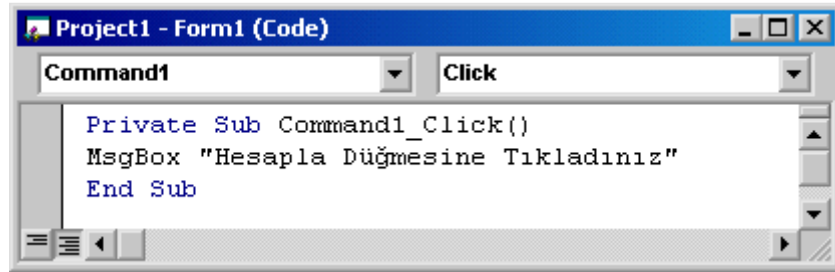 Project1 - Form1 (Code)
Command1 Click
Private Sub Command1_Click()
MsgBox "Hesapla Düğmesine Tıkladınız"
End Sub